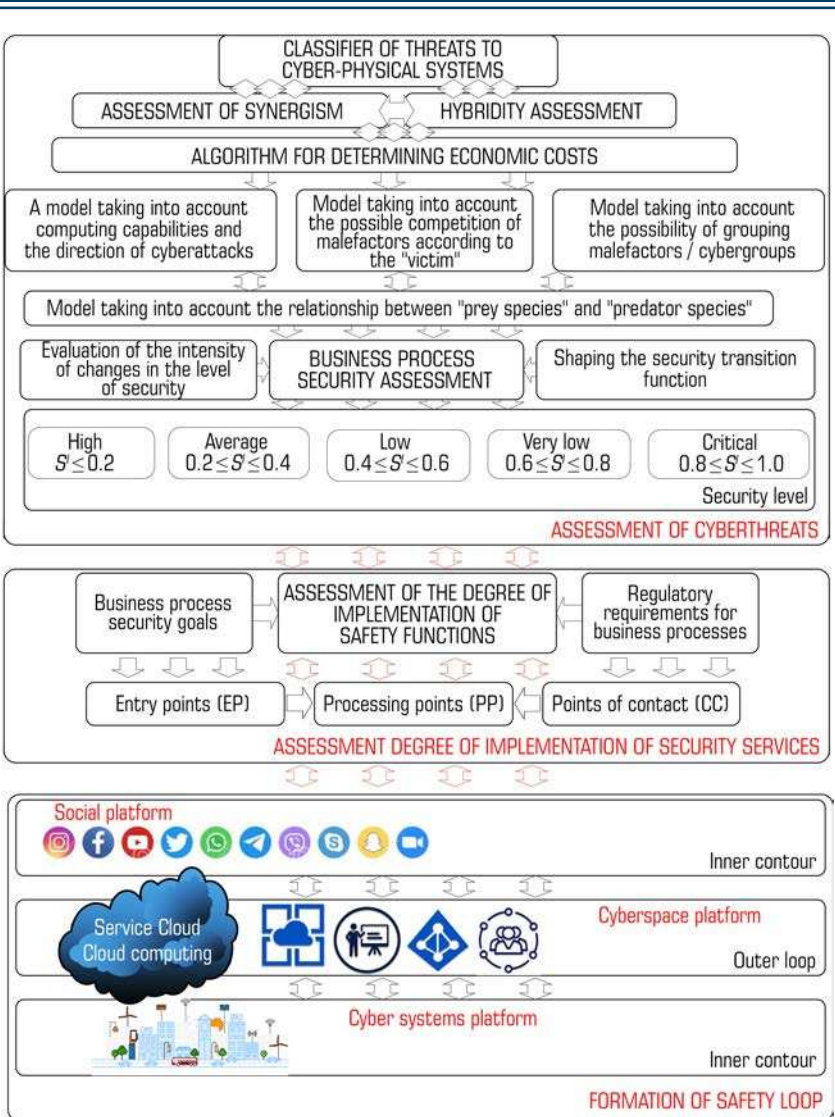 CLASSIFIER OF THREATS TO
CYBER-PHYSICAL SYSTEMS
ASSESSMENT OF SYNERGISM
HYBRIDITY ASSESSMENT
ALGORITHM FOR DETERMINING ECONOMIC COSTS
A model taking into account
computing capabilities and
the direction of cyberattacks
Model taking into account
the possible competition of
malefactors according to
the "victim"
Model taking into account
the possibility of grouping
malefactors / cybergroups
Model taking into account the relationship between "prey species" and "predator species"
Evaluation of the intensity
of changes in the level
of security
BUSINESS PROCESS
SECURITY ASSESSMENT
Shaping the security transition
function
High
Sˡ≤0.2
Average
0.2≤Sˡ≤0.4
Low
0.4≤Sˡ≤0.6
Very low
0.6≤Sˡ≤0.8
Critical
0.8≤Sˡ≤1.0
Security level
ASSESSMENT OF CYBERTHREATS
Business process
security goals
ASSESSMENT OF THE DEGREE OF
IMPLEMENTATION OF
SAFETY FUNCTIONS
Regulatory
requirements for
business processes
Entry points (EP)
Processing points (PP)
Points of contact (CC)
ASSESSMENT DEGREE OF IMPLEMENTATION OF SECURITY SERVICES
Social platform
Inner contour
Service Cloud
Cloud computing
Cyberspace platform
Outer loop
Cyber systems platform
Inner contour
FORMATION OF SAFETY LOOP